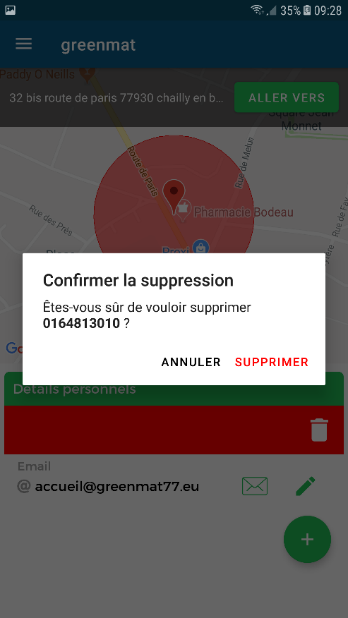 35% 09:28
greenmat
Paddy O Neills
32 bis route de paris 77930 chailly en b...
ALLER VERS
Square Jean
Monnet
Route de Paris
Rue de Melun
Rue des Prés
Pharmacie Bodeau
Proxi
Confirmer la suppression
Êtes-vous sûr de vouloir supprimer
0164813010 ?
ANNULER SUPPRIMER
Détails personnels
Email
@ accueil@greenmat77.eu
+